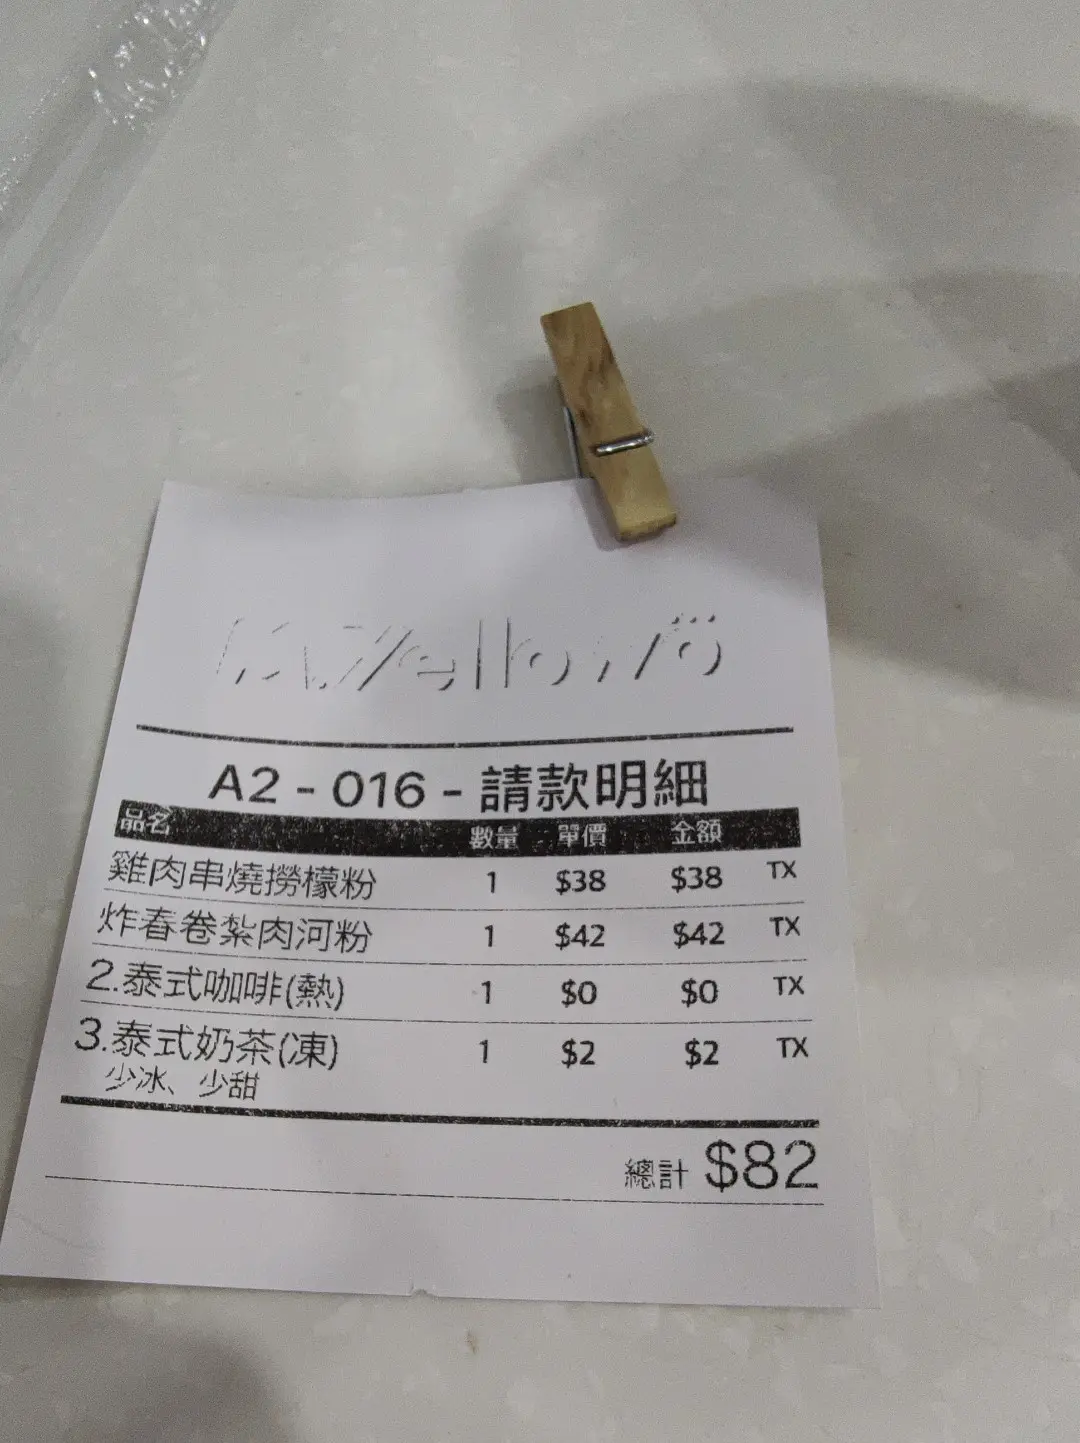 A2 - 016 - 請款明細
品名 數量 單價 金額
雞肉串燒撈檬粉 1 $38 $38 TX
炸春卷紮肉河粉 1 $42 $42 TX
2.泰式咖啡(熱) 1 $0 $0 TX
3.泰式奶茶(凍) 1 $2 $2 TX
少冰、少甜
總計 $82